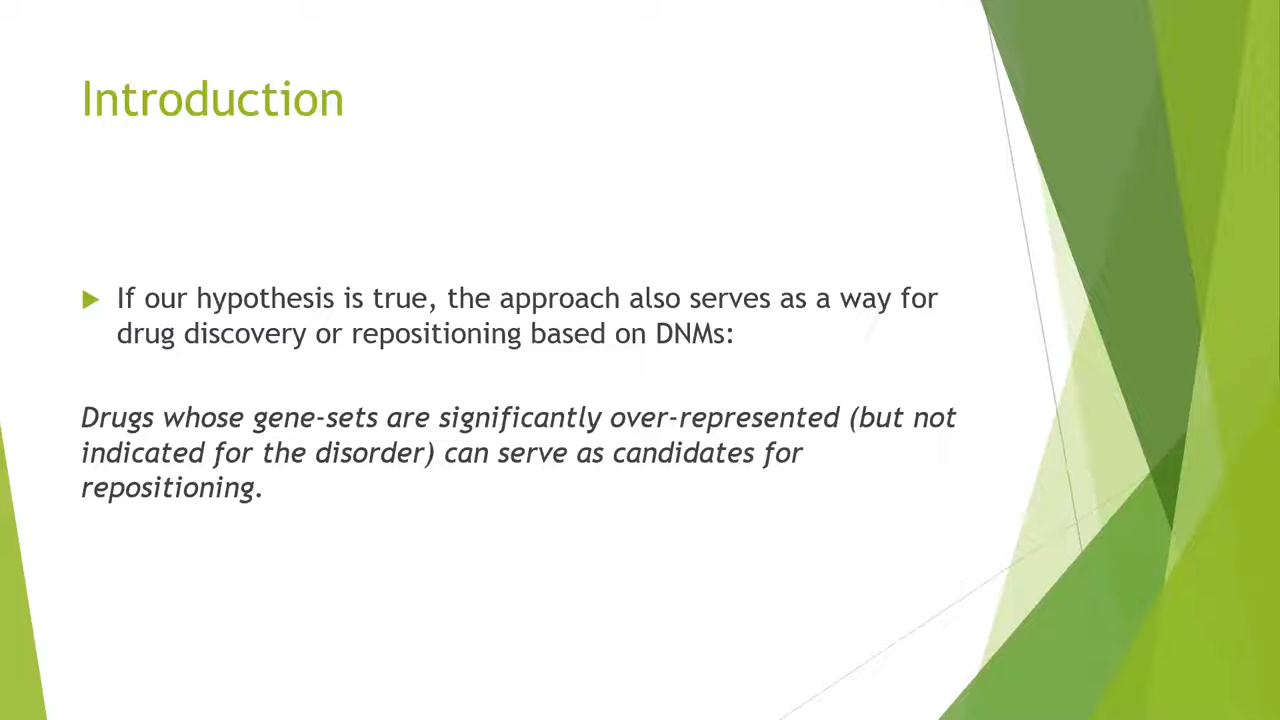 Introduction
If our hypothesis is true, the approach also serves as a way for
drug discovery or repositioning based on DNMs:
Drugs whose gene-sets are significantly over-represented (but not
indicated for the disorder) can serve as candidates for
repositioning.